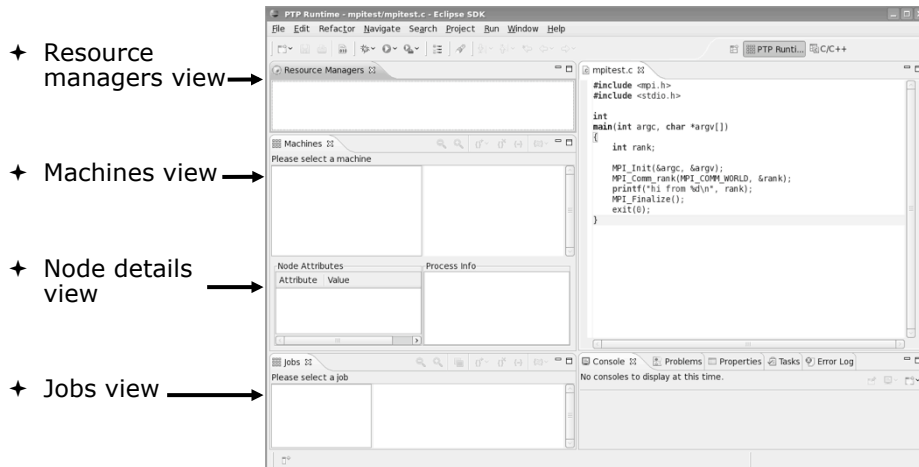 PTP Runtime - mpitest/mpitest.c - Eclipse SDK
File Edit Refactor Navigate Search Project Run Window Help
PTP Runti... C/C++
Resource managers view
Machines view
Node details view
Jobs view
Resource Managers
Machines
Please select a machine
Node Attributes
Attribute Value
Process Info
Jobs
Please select a job
mpitest.c
#include <mpi.h>
#include <stdio.h>
int
main(int argc, char *argv[])
{
int rank;
MPI_Init(&argc, &argv);
MPI_Comm_rank(MPI_COMM_WORLD, &rank);
printf("hi from %d\n", rank);
MPI_Finalize();
exit(0);
}
Console Problems Properties Tasks Error Log
No consoles to display at this time.